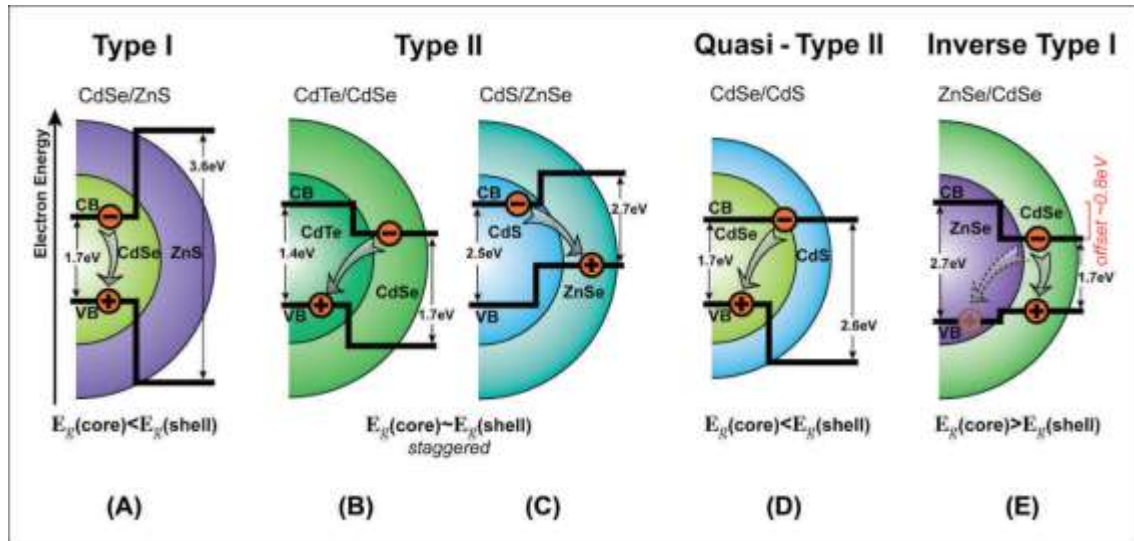 Type I
Type II
Quasi - Type II
Inverse Type I
CdSe/ZnS
CdTe/CdSe
CdS/ZnSe
CdSe/CdS
ZnSe/CdSe
Electron Energy
CB
1.7eV
VB
CdSe
ZnS
3.6eV
CB
CdTe
1.4eV
VB
CdSe
1.7eV
CB
CdS
2.5eV
VB
ZnSe
2.7eV
CB
CdSe
1.7eV
VB
CdS
2.6eV
CB
ZnSe
2.7eV
VB
CdSe
1.7eV
offset ~0.8eV
Eg(core)<Eg(shell)
Eg(core)~Eg(shell)
staggered
Eg(core)<Eg(shell)
Eg(core)>Eg(shell)
(A)
(B)
(C)
(D)
(E)